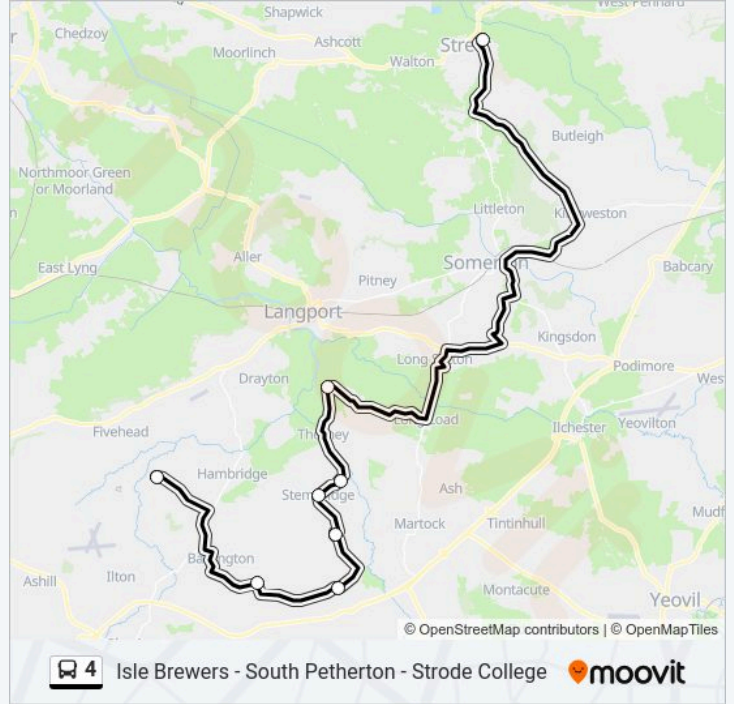 Shapwick
West Pennard
Chedzoy
Ashcott
Moorlinch
Walton
Butleigh
Northmoor Green
or Moorland
Littleton
Aller
East Lyng
Pitney
Babcary
Langport
Kingsdon
Podimore
Drayton
Ilchester
Yeovilton
Fivehead
Hambridge
Ash
Martock
Tintinhull
Ashill
Ilton
Montacute
Yeovil
© OpenStreetMap contributors | © OpenMapTiles
4 Isle Brewers - South Petherton - Strode College moovit